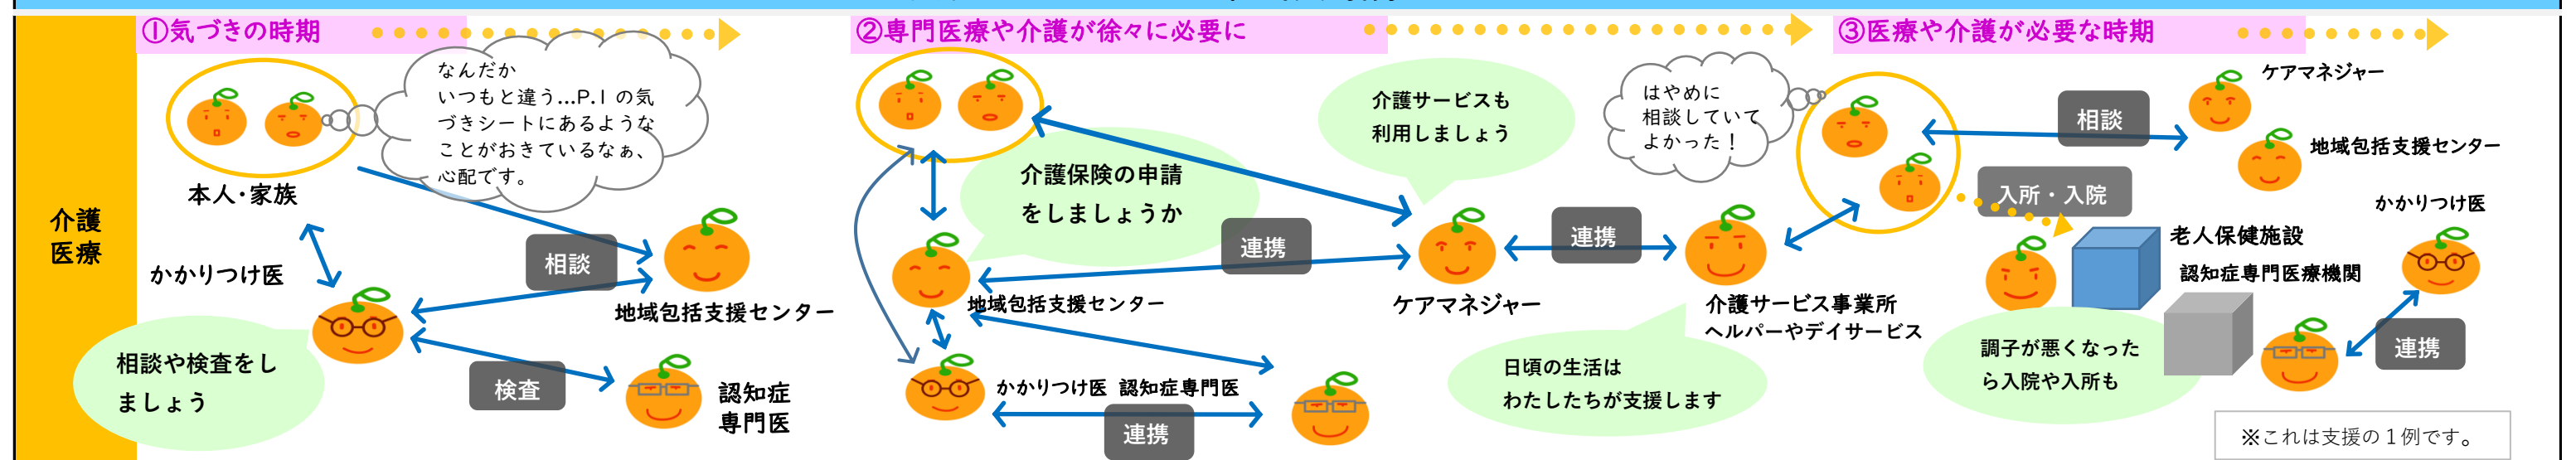 ①気づきの時期
②専門医療や介護が徐々に必要に
③医療や介護が必要な時期
介護
医療
なんだか
いつもと違う…P.1 の気
づきシートにあるような
ことがおきているなぁ、
心配です。
本人・家族
かかりつけ医
相談
地域包括支援センター
相談や検査をし
ましょう
検査
認知症
専門医
介護保険の申請
をしましょうか
介護サービスも
利用しましょう
連携
地域包括支援センター
ケアマネジャー
かかりつけ医
認知症専門医
連携
連携
介護サービス事業所
ヘルパーやデイサービス
日頃の生活は
わたしたちが支援します
はやめに
相談していて
よかった！
相談
ケアマネジャー
地域包括支援センター
入所・入院
かかりつけ医
老人保健施設
認知症専門医療機関
調子が悪くなった
ら入院や入所も
連携
※これは支援の１例です。